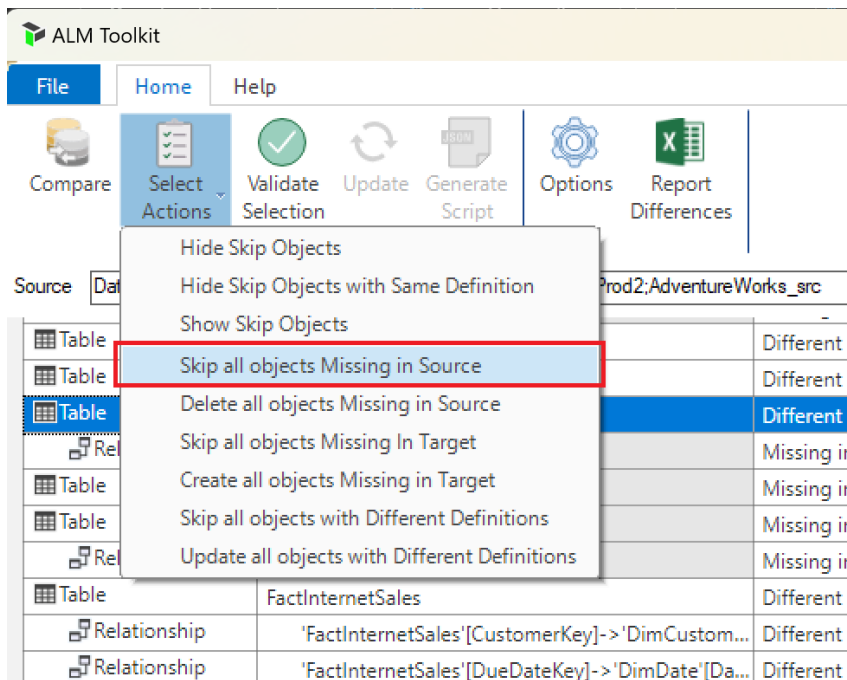 ALM Toolkit
File Home Help
Compare Select Actions Validate Selection Update Generate Script Options Report Differences
JSON
Hide Skip Objects
Source Hide Skip Objects with Same Definition Prod2;AdventureWorks_src
Show Skip Objects
Table Different
Skip all objects Missing in Source
Table Different
Delete all objects Missing in Source
Table Different
Skip all objects Missing In Target
Missing
Create all objects Missing in Target
Table Missing
Skip all objects with Different Definitions
Table Missing
Update all objects with Different Definitions
Missing
Table FactInternetSales Different
Relationship 'FactInternetSales'[CustomerKey]->'DimCustom... Different
Relationship 'FactInternetSales'[DueDateKey]->'DimDate'[Da... Different